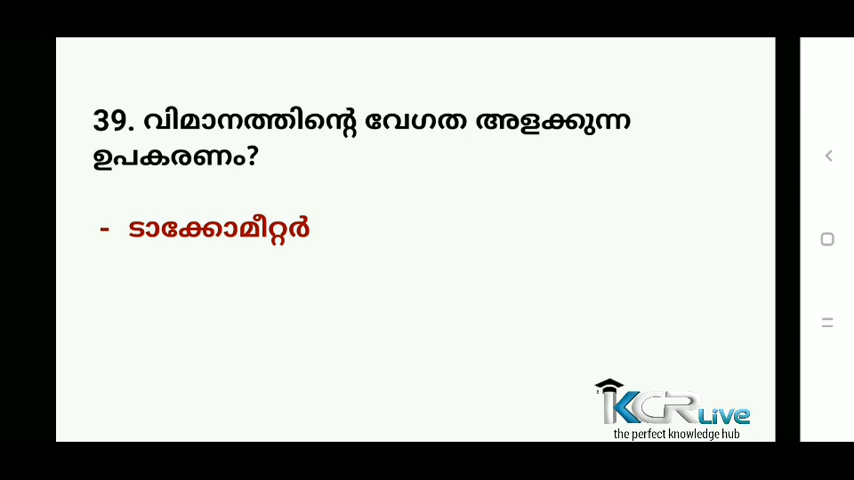 39. വിമാനത്തിന്റെ വേഗത അളക്കുന്ന
ഉപകരണം?
- ടാക്കോമീറ്റർ
KCR LIVE
the perfect knowledge hub